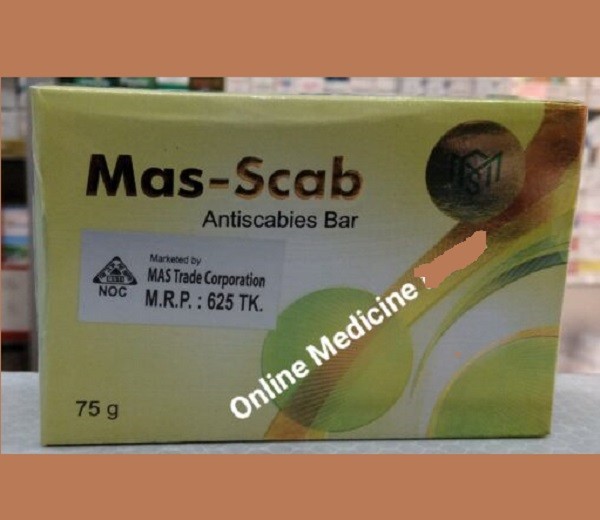 Mas-Scab
Antiscabies Bar
Marketed by
MAS Trade Corporation
NOC
M.R.P. : 625 TK.
Online Medicine
75 g